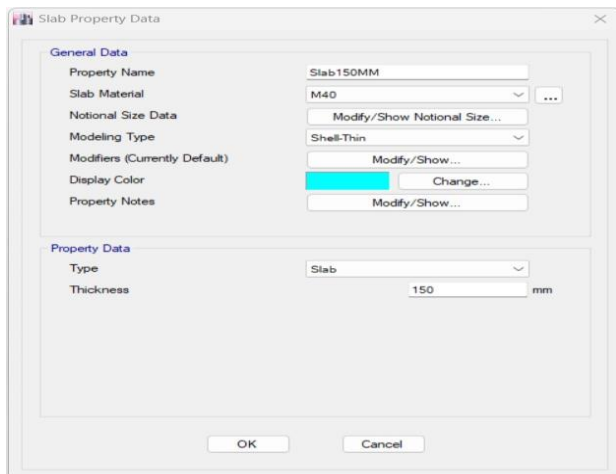 Slab Property Data
General Data
Property Name Slab150MM
Slab Material M40 ...
Notional Size Data Modify/Show Notional Size...
Modeling Type Shell-Thin
Modifiers (Currently Default) Modify/Show...
Display Color Change...
Property Notes Modify/Show...
Property Data
Type Slab
Thickness 150 mm
OK Cancel